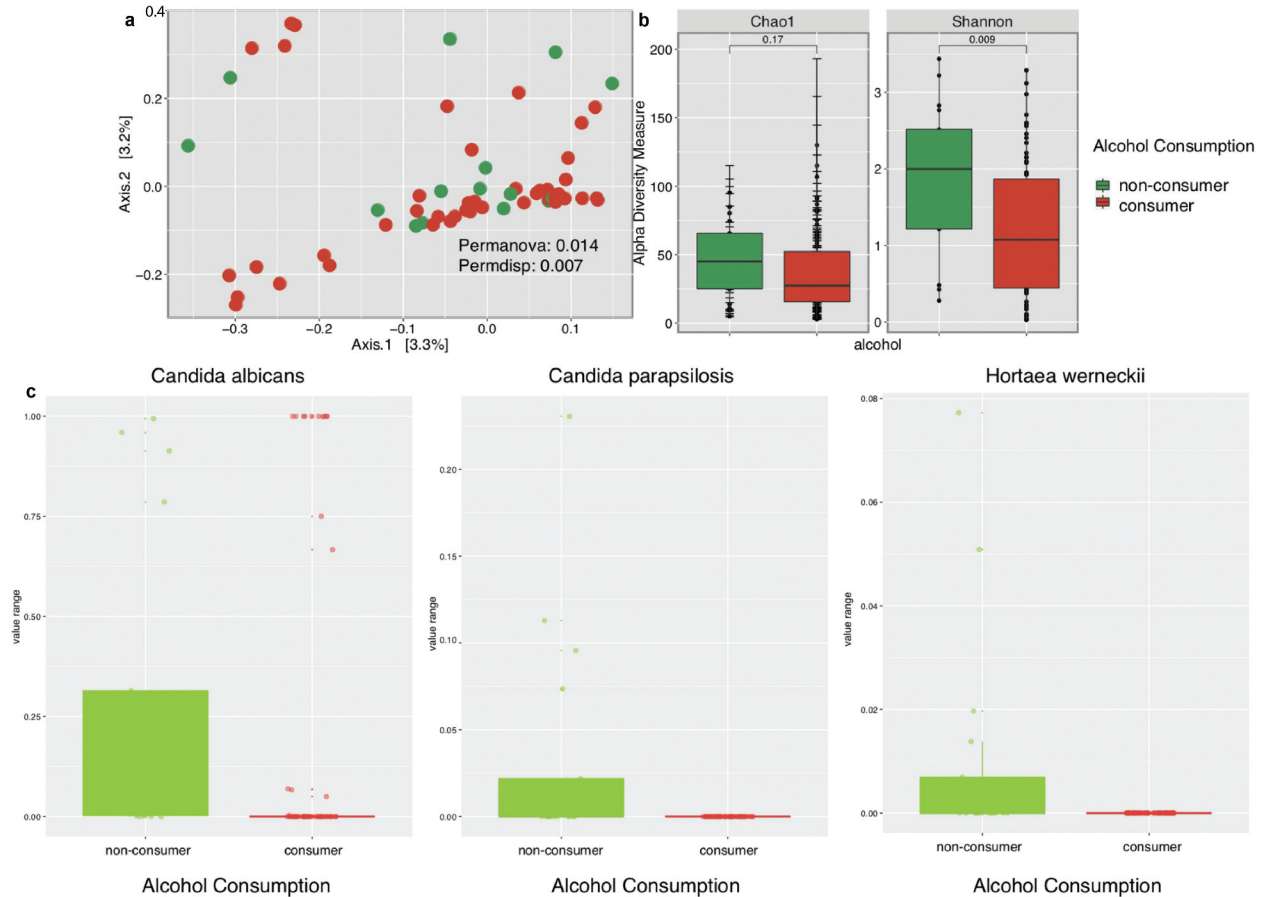 a
0.4
0.2
0.0
−0.2
Axis.2 [3.2%]
Permanova: 0.014
Permdisp: 0.007
−0.3
−0.2
−0.1
0.0
0.1
Axis.1 [3.3%]
b
Chao1
Shannon
0.17
0.009
200
150
100
50
0
Alpha Diversity Measure
3
2
1
0
alcohol
Alcohol Consumption
non-consumer
consumer
c
Candida albicans
1.00
0.75
0.50
0.25
0.00
value range
non-consumer
consumer
Alcohol Consumption
Candida parapsilosis
0.20
0.15
0.10
0.05
0.00
value range
non-consumer
consumer
Alcohol Consumption
Hortaea werneckii
0.08
0.06
0.04
0.02
0.00
value range
non-consumer
consumer
Alcohol Consumption